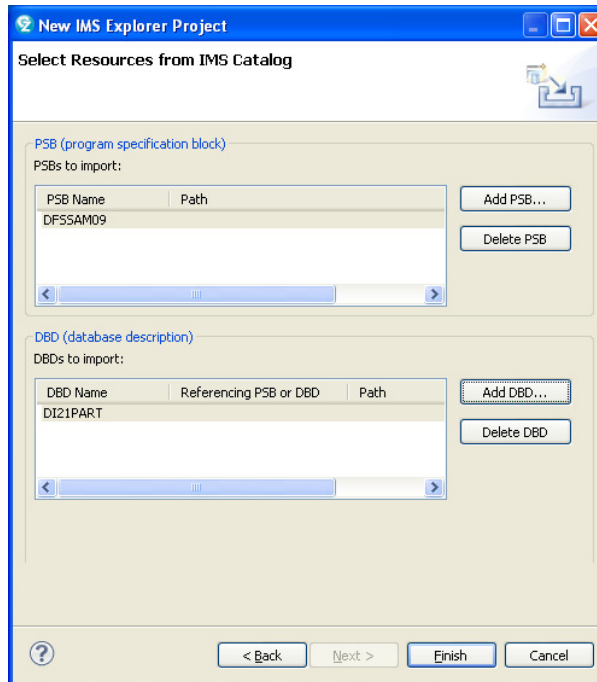 New IMS Explorer Project
Select Resources from IMS Catalog
PSB (program specification block)
PSBs to import:
PSB Name Path
DFSSAM09
Add PSB...
Delete PSB
DBD (database description)
DBDs to import:
DBD Name Referencing PSB or DBD Path
DI21PART
Add DBD...
Delete DBD
? < Back Next > Finish Cancel